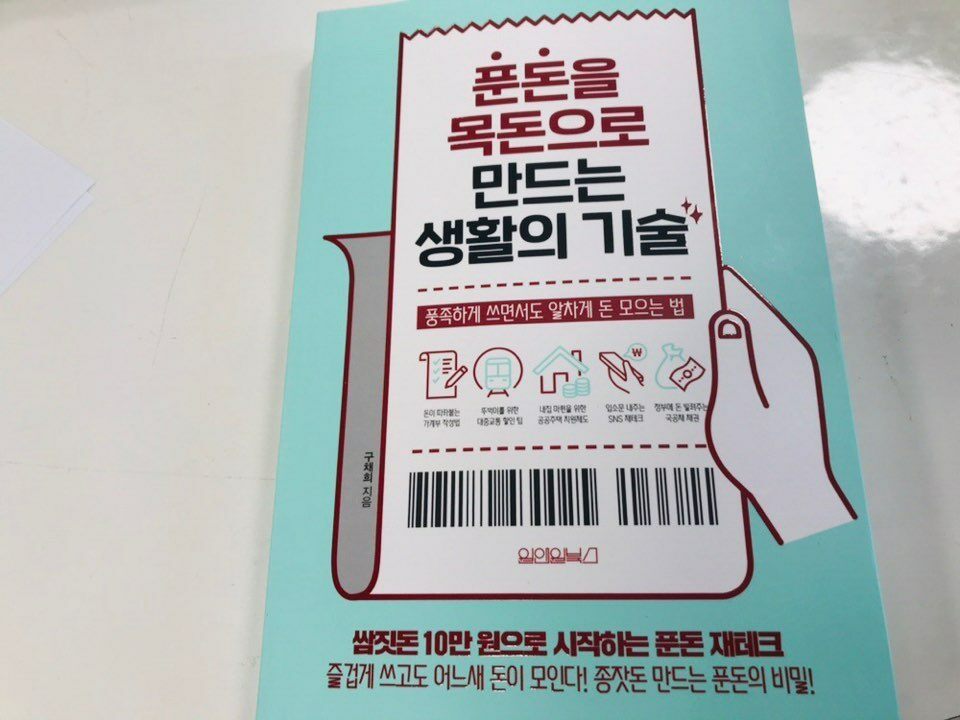 푼돈을
목돈으로
만드는
생활의 기술
풍족하게 쓰면서도 알차게 돈 모으는 법
돈이 따라붙는
가계부 작성법
뚜벅이를 위한
대중교통 할인 팁
내집 마련을 위한
공공주택 지원제도
입소문 내주는
SNS 재테크
정부에 돈 빌려주는
국공채 채권
구채희 지음
원앤원북스
쌈짓돈 10만 원으로 시작하는 푼돈 재테크
즐겁게 쓰고도 어느새 돈이 모인다! 종잣돈 만드는 푼돈의 비밀!